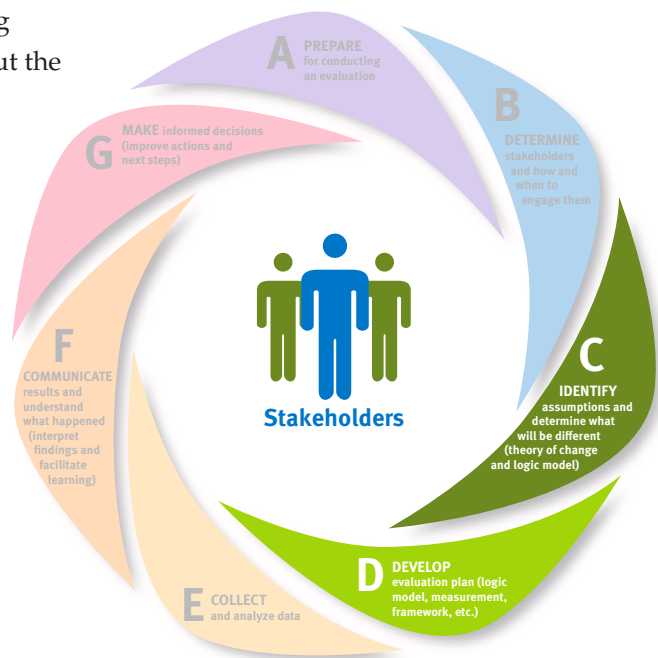 ut the
A PREPARE
for conducting
an evaluation
B
DETERMINE
stakeholders
and how and
when to
engage them
C
IDENTIFY
assumptions and
determine what
will be different
(theory of change
and logic model)
D DEVELOP
evaluation plan (logic
model, measurement,
framework, etc.)
E COLLECT
and analyze data
F
COMMUNICATE
results and
understand
what happened
(interpret
findings and
facilitate
learning)
G MAKE informed decisions
(improve actions and
next steps)
Stakeholders